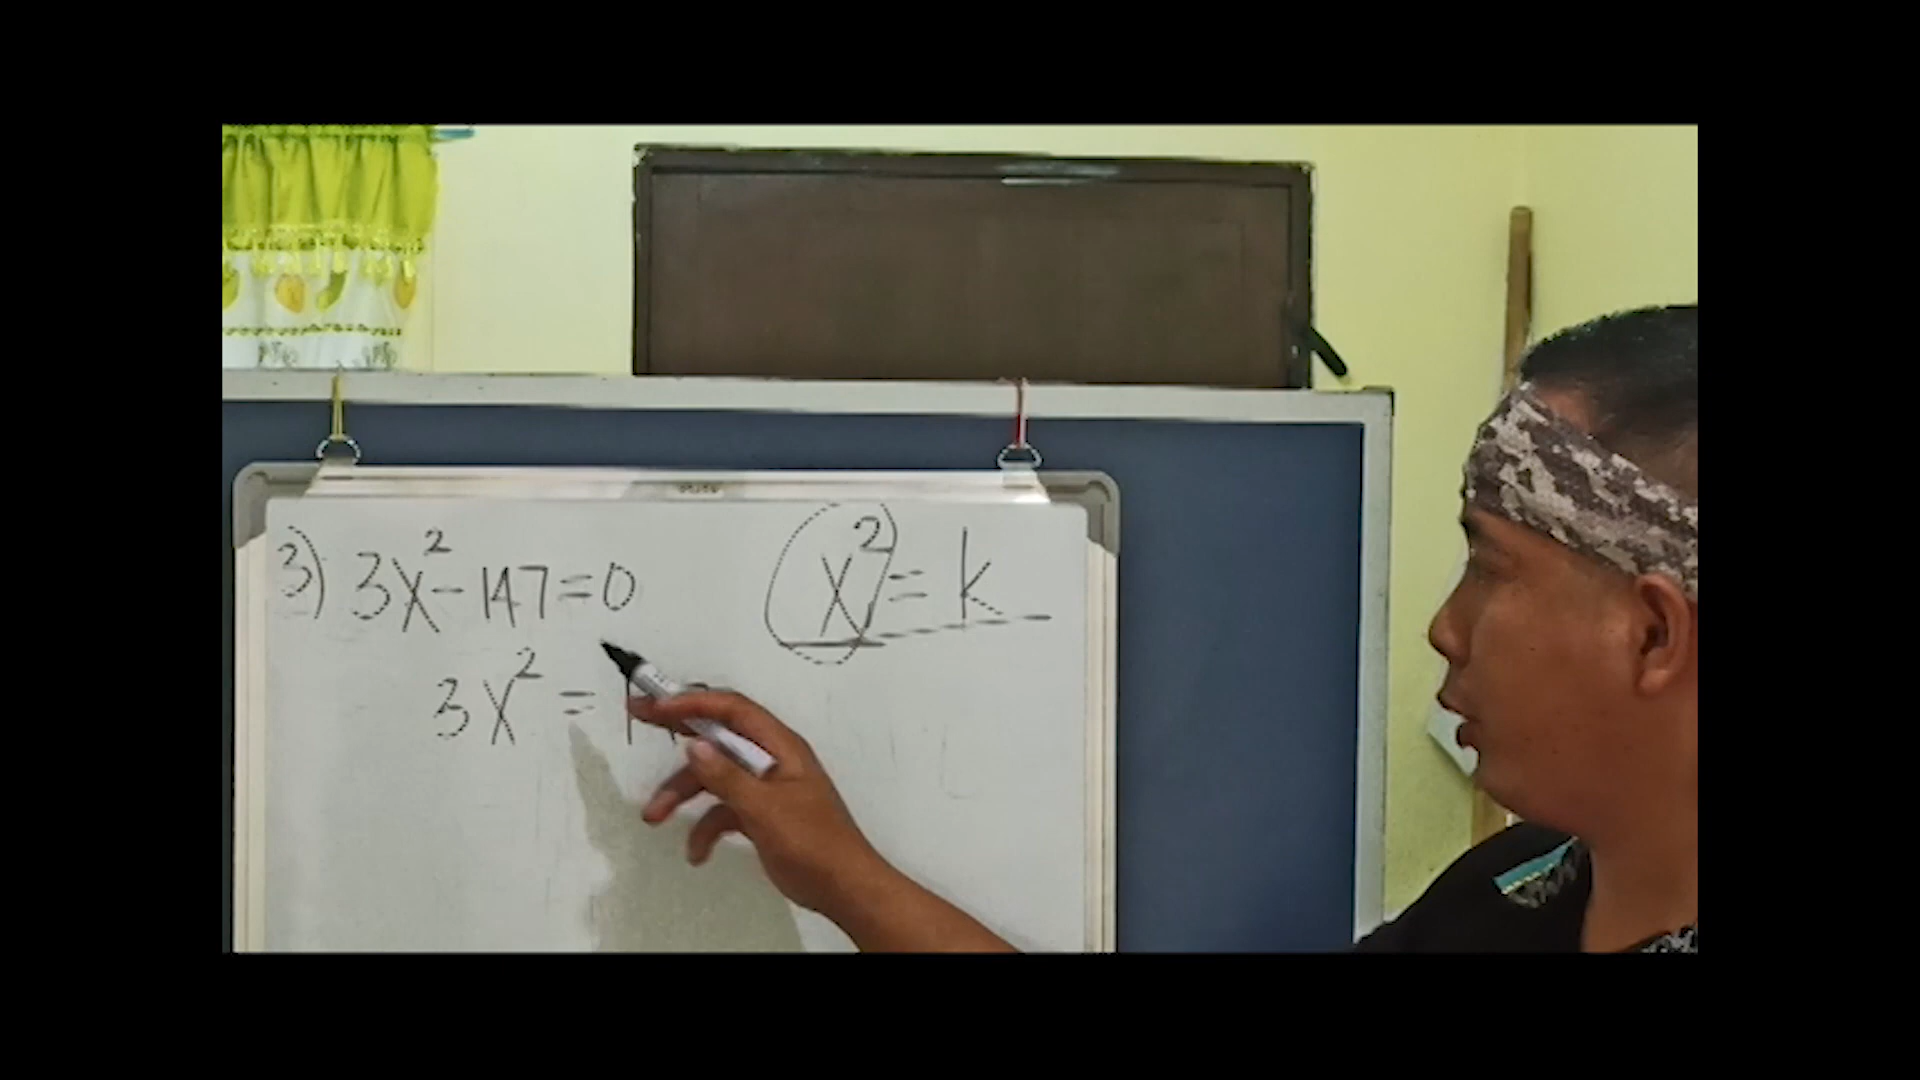 3) 3x² - 147 = 0
x² = k
3x² =